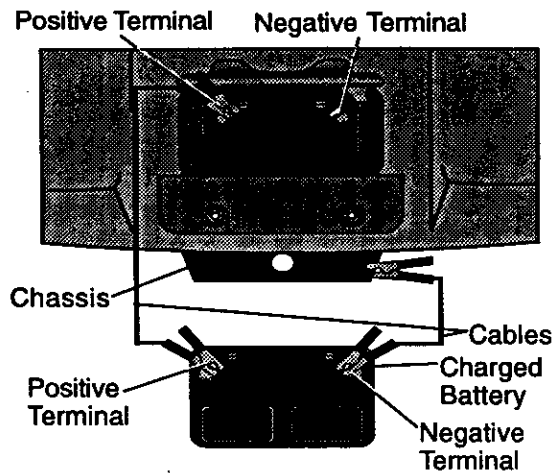 Positive Terminal
Negative Terminal
Chassis
Cables
Positive
Terminal
Charged
Battery
Negative
Terminal